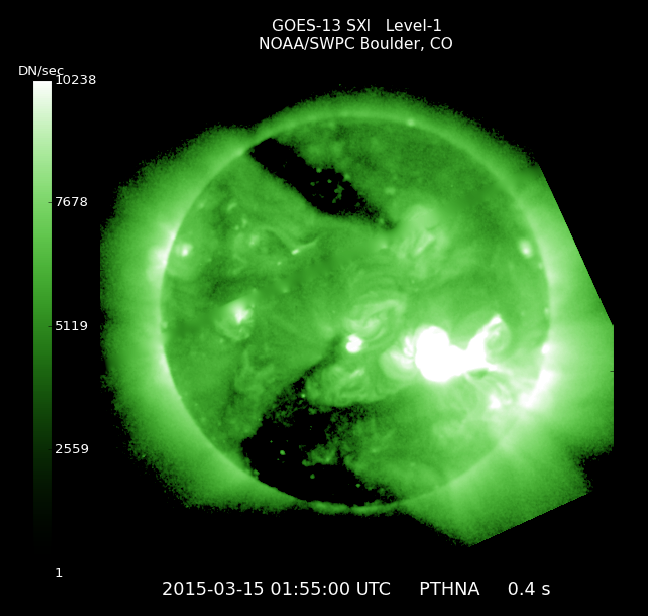 GOES-13 SXI   Level-1
NOAA/SWPC Boulder, CO
DN/sec
10238
7678
5119
2559
1
2015-03-15 01:55:00 UTC     PTHNA     0.4 s